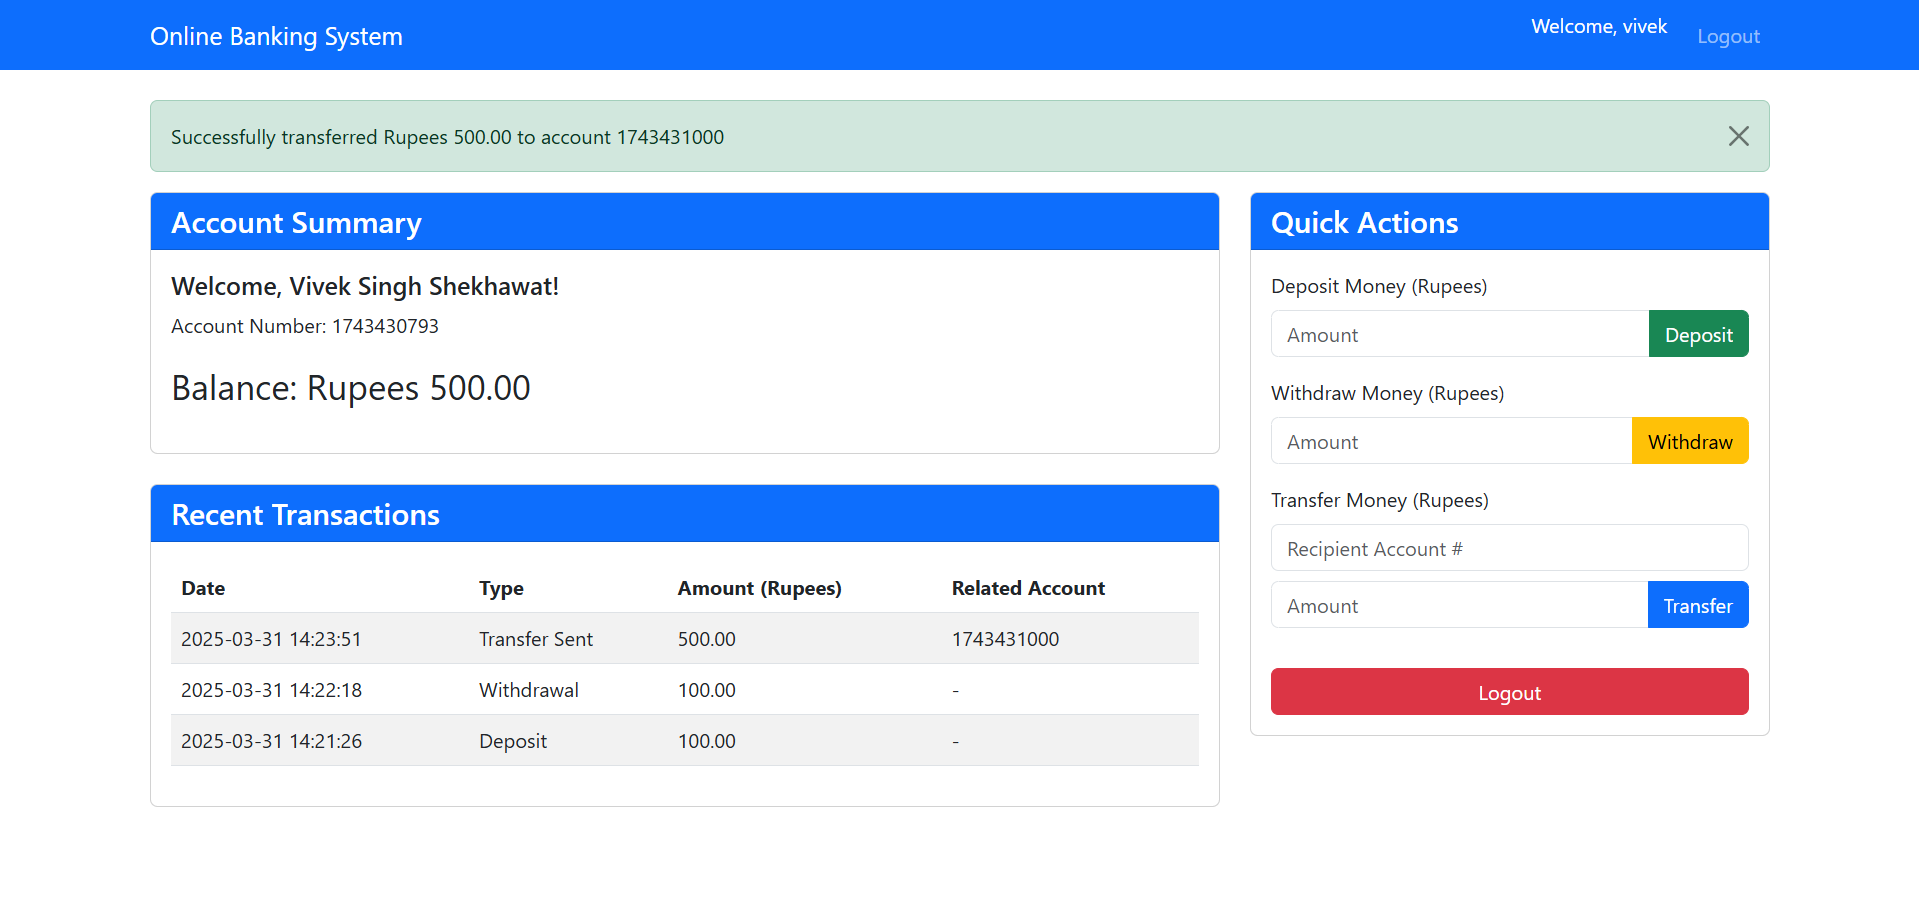 Online Banking System
Welcome, vivek
Logout
Successfully transferred Rupees 500.00 to account 1743431000
Account Summary
Welcome, Vivek Singh Shekhawat!
Account Number: 1743430793
Balance: Rupees 500.00
Recent Transactions
Date Type Amount (Rupees) Related Account
2025-03-31 14:23:51 Transfer Sent 500.00 1743431000
2025-03-31 14:22:18 Withdrawal 100.00 -
2025-03-31 14:21:26 Deposit 100.00 -
Quick Actions
Deposit Money (Rupees)
Amount Deposit
Withdraw Money (Rupees)
Amount Withdraw
Transfer Money (Rupees)
Recipient Account #
Amount Transfer
Logout